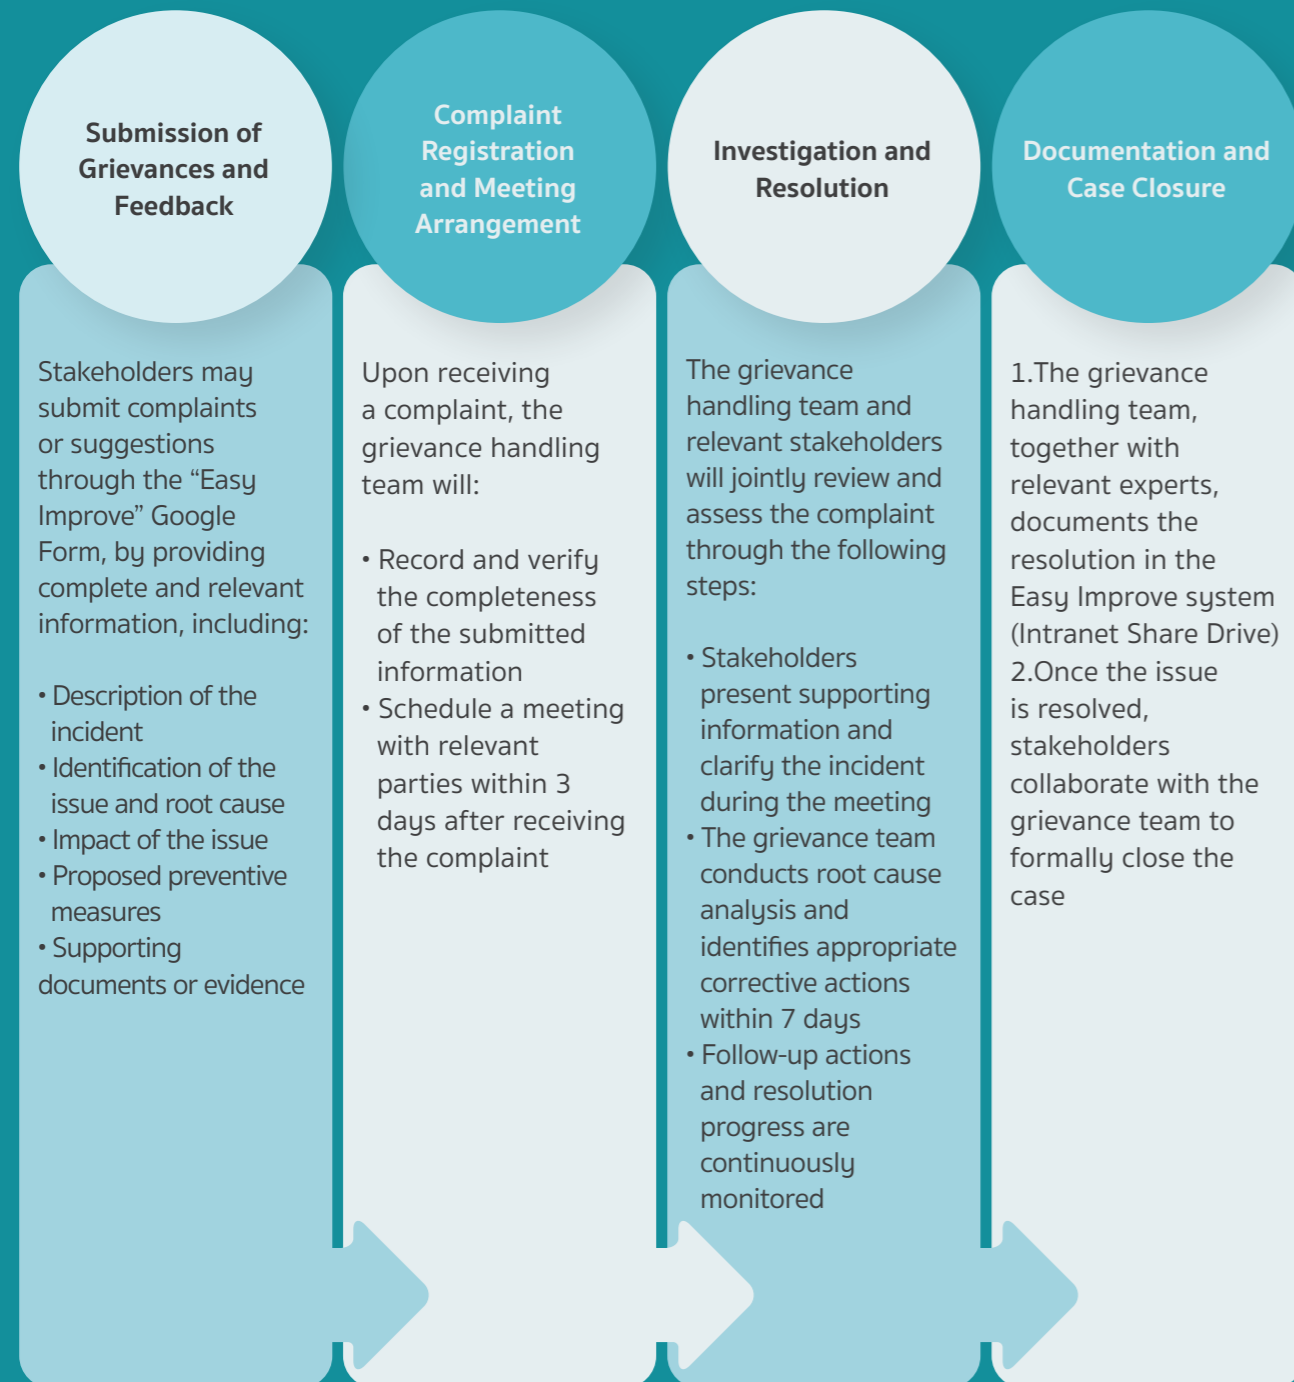 Submission of
Grievances and
Feedback
Stakeholders may
submit complaints
or suggestions
through the “Easy
Improve” Google
Form, by providing
complete and relevant
information, including:
• Description of the
incident
• Identification of the
issue and root cause
• Impact of the issue
• Proposed preventive
measures
• Supporting
documents or evidence
Complaint
Registration
and Meeting
Arrangement
Upon receiving
a complaint, the
grievance handling
team will:
• Record and verify
the completeness
of the submitted
information
• Schedule a meeting
with relevant
parties within 3
days after receiving
the complaint
Investigation and
Resolution
The grievance
handling team and
relevant stakeholders
will jointly review and
assess the complaint
through the following
steps:
• Stakeholders
present supporting
information and
clarify the incident
during the meeting
• The grievance team
conducts root cause
analysis and
identifies appropriate
corrective actions
within 7 days
• Follow-up actions
and resolution
progress are
continuously
monitored
Documentation and
Case Closure
1.The grievance
handling team,
together with
relevant experts,
documents the
resolution in the
Easy Improve system
(Intranet Share Drive)
2.Once the issue
is resolved,
stakeholders
collaborate with the
grievance team to
formally close the
case